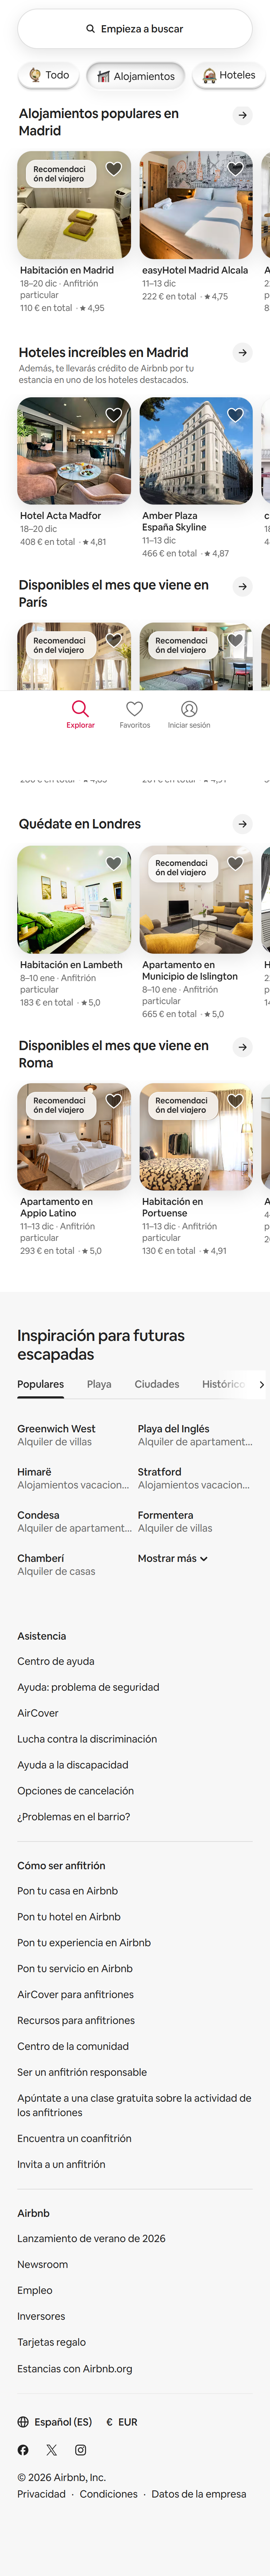 Empieza a buscar
Todo
Alojamientos
Hoteles
Alojamientos populares en
Madrid
Recomendaci
ón del viajero
Habitación en Madrid
18–20 dic · Anfitrión
particular
110 € en total · ★ 4,95
easyHotel Madrid Alcala
11–13 dic
222 € en total · ★ 4,75
Hoteles increíbles en Madrid
Además, te llevarás crédito de Airbnb por tu
estancia en uno de los hoteles destacados.
Hotel Acta Madfor
18–20 dic
408 € en total · ★ 4,81
Amber Plaza
España Skyline
11–13 dic
466 € en total · ★ 4,87
Disponibles el mes que viene en
París
Recomendaci
ón del viajero
Recomendaci
ón del viajero
Explorar
Favoritos
Iniciar sesión
Quédate en Londres
Habitación en Lambeth
8–10 ene · Anfitrión
particular
183 € en total · ★ 5,0
Recomendaci
ón del viajero
Apartamento en
Municipio de Islington
8–10 ene · Anfitrión
particular
665 € en total · ★ 5,0
Disponibles el mes que viene en
Roma
Recomendaci
ón del viajero
Apartamento en
Appio Latino
11–13 dic · Anfitrión
particular
293 € en total · ★ 5,0
Recomendaci
ón del viajero
Habitación en
Portuense
11–13 dic · Anfitrión
particular
130 € en total · ★ 4,91
Inspiración para futuras
escapadas
Populares
Playa
Ciudades
Histórico
Greenwich West
Alquiler de villas
Playa del Inglés
Alquiler de apartament...
Himarë
Alojamientos vacacion...
Stratford
Alojamientos vacacion...
Condesa
Alquiler de apartament...
Formentera
Alquiler de villas
Chamberí
Alquiler de casas
Mostrar más
Asistencia
Centro de ayuda
Ayuda: problema de seguridad
AirCover
Lucha contra la discriminación
Ayuda a la discapacidad
Opciones de cancelación
¿Problemas en el barrio?
Cómo ser anfitrión
Pon tu casa en Airbnb
Pon tu hotel en Airbnb
Pon tu experiencia en Airbnb
Pon tu servicio en Airbnb
AirCover para anfitriones
Recursos para anfitriones
Centro de la comunidad
Ser un anfitrión responsable
Apúntate a una clase gratuita sobre la actividad de
los anfitriones
Encuentra un coanfitrión
Invita a un anfitrión
Airbnb
Lanzamiento de verano de 2026
Newsroom
Empleo
Inversores
Tarjetas regalo
Estancias con Airbnb.org
Español (ES)
€ EUR
© 2026 Airbnb, Inc.
Privacidad · Condiciones · Datos de la empresa